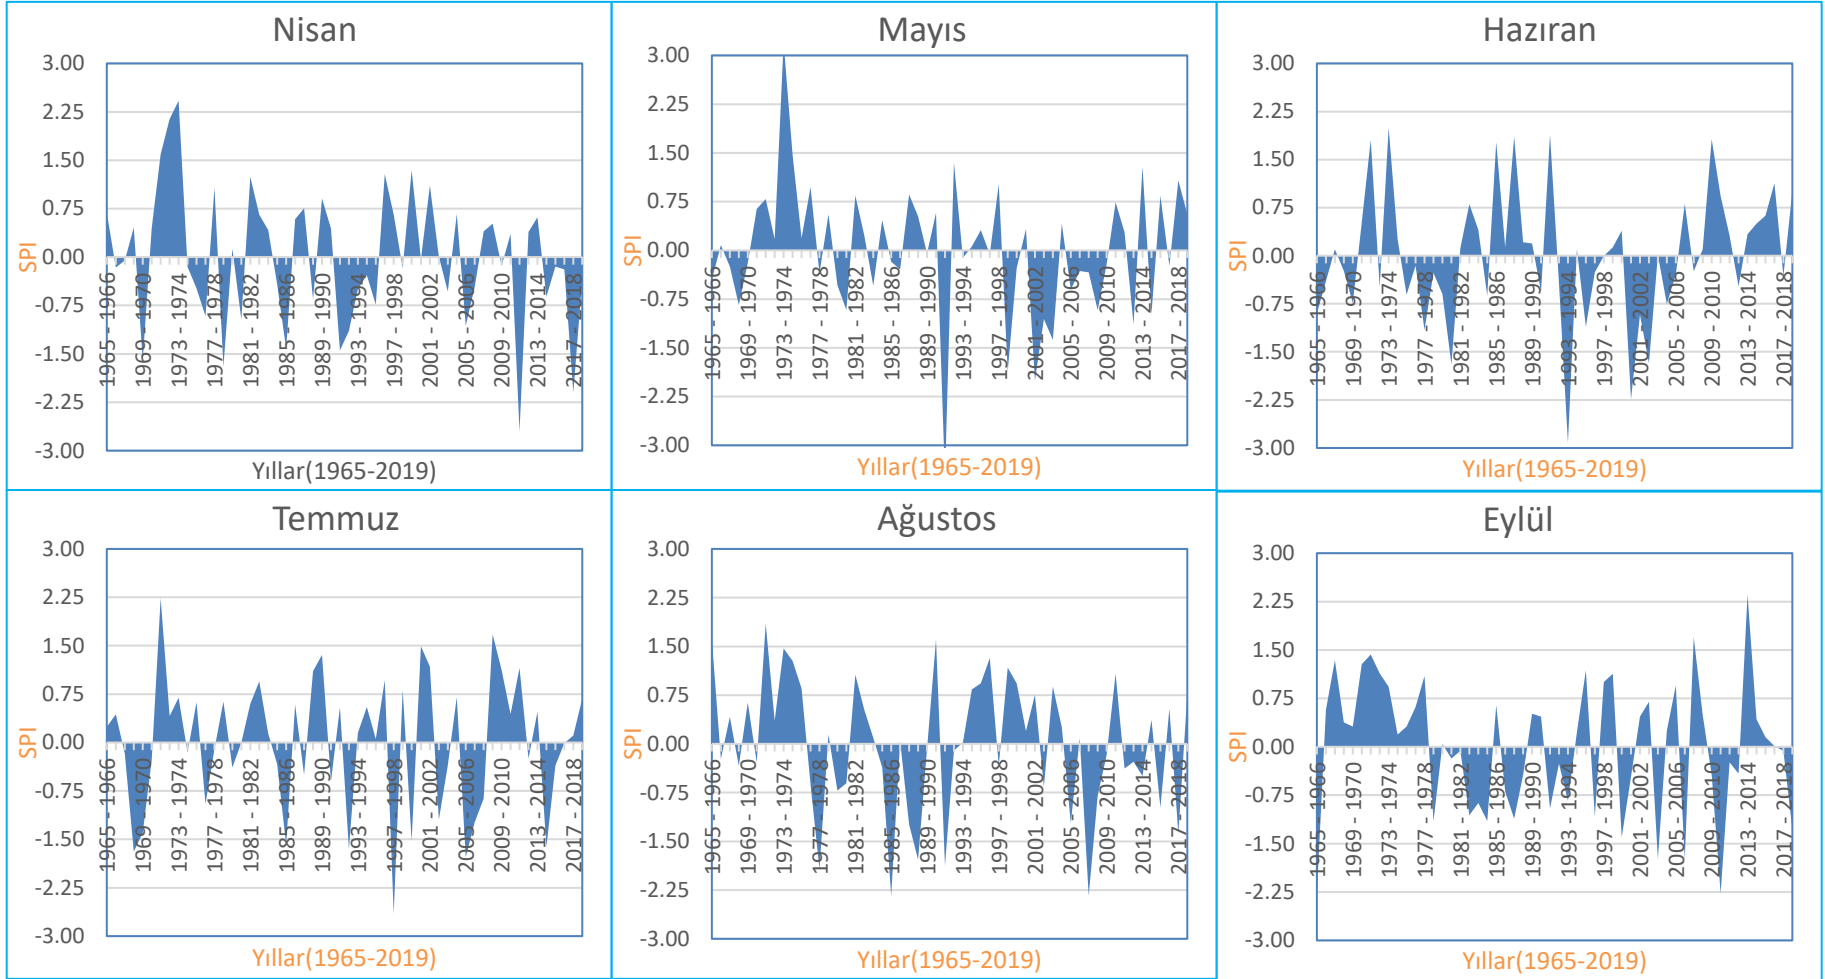 Nisan
3.00
2.25
1.50
0.75
0.00
-0.75
-1.50
-2.25
-3.00
SPI
1965 - 1966
1969 - 1970
1973 - 1974
1977 - 1978
1981 - 1982
1985 - 1986
1989 - 1990
1993 - 1994
1997 - 1998
2001 - 2002
2005 - 2006
2009 - 2010
2013 - 2014
2017 - 2018
Yıllar(1965-2019)
Mayıs
3.00
2.25
1.50
0.75
0.00
-0.75
-1.50
-2.25
-3.00
SPI
1965 - 1966
1969 - 1970
1973 - 1974
1977 - 1978
1981 - 1982
1985 - 1986
1989 - 1990
1993 - 1994
1997 - 1998
2001 - 2002
2005 - 2006
2009 - 2010
2013 - 2014
2017 - 2018
Yıllar(1965-2019)
Hazıran
3.00
2.25
1.50
0.75
0.00
-0.75
-1.50
-2.25
-3.00
SPI
1965 - 1966
1969 - 1970
1973 - 1974
1977 - 1978
1981 - 1982
1985 - 1986
1989 - 1990
1993 - 1994
1997 - 1998
2001 - 2002
2005 - 2006
2009 - 2010
2013 - 2014
2017 - 2018
Yıllar(1965-2019)
Temmuz
3.00
2.25
1.50
0.75
0.00
-0.75
-1.50
-2.25
-3.00
SPI
1965 - 1966
1969 - 1970
1973 - 1974
1977 - 1978
1981 - 1982
1985 - 1986
1989 - 1990
1993 - 1994
1997 - 1998
2001 - 2002
2005 - 2006
2009 - 2010
2013 - 2014
2017 - 2018
Yıllar(1965-2019)
Ağustos
3.00
2.25
1.50
0.75
0.00
-0.75
-1.50
-2.25
-3.00
SPI
1965 - 1966
1969 - 1970
1973 - 1974
1977 - 1978
1981 - 1982
1985 - 1986
1989 - 1990
1993 - 1994
1997 - 1998
2001 - 2002
2005 - 2006
2009 - 2010
2013 - 2014
2017 - 2018
Yıllar(1965-2019)
Eylül
3.00
2.25
1.50
0.75
0.00
-0.75
-1.50
-2.25
-3.00
SPI
1965 - 1966
1969 - 1970
1973 - 1974
1977 - 1978
1981 - 1982
1985 - 1986
1989 - 1990
1993 - 1994
1997 - 1998
2001 - 2002
2005 - 2006
2009 - 2010
2013 - 2014
2017 - 2018
Yıllar(1965-2019)